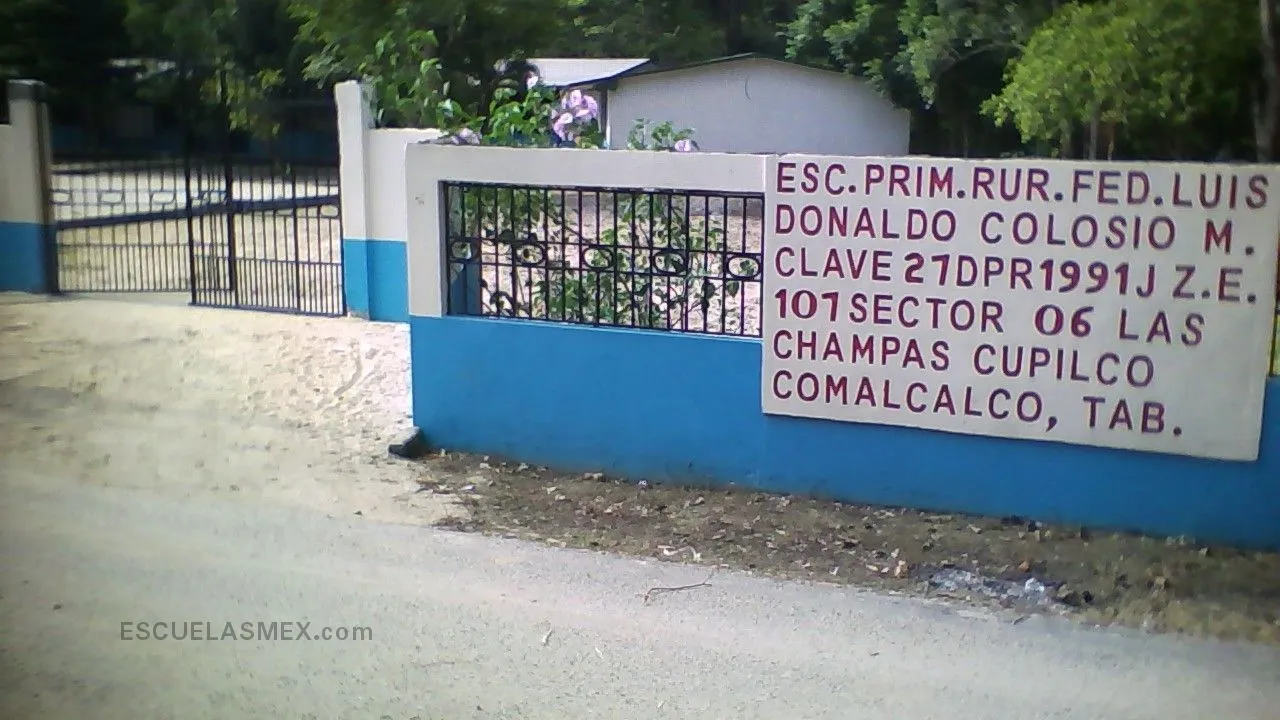 ESC.PRIM.RUR.FED.LUIS
DONALDO COLOSIO M.
CLAVE 27DPR1991J Z.E.
107 SECTOR 06 LAS
CHAMPAS CUPILCO
COMALCALCO, TAB.
ESCUELASMEX.com